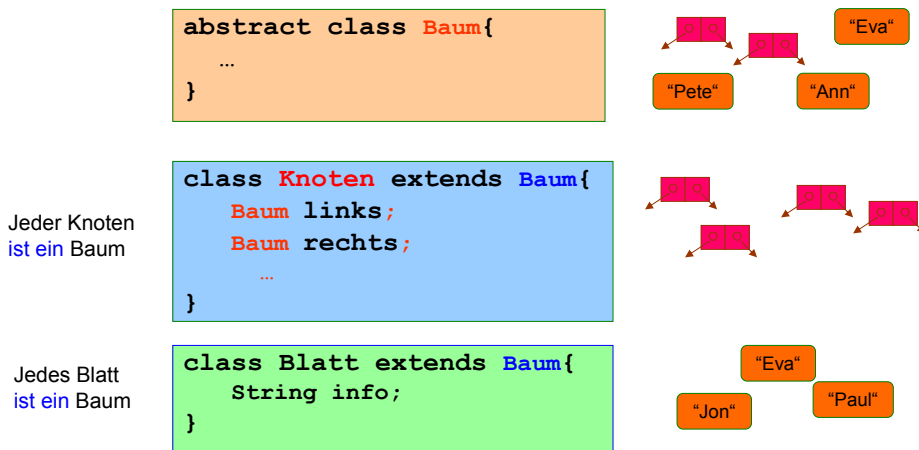 abstract class Baum{
…
}
“Eva“
“Pete“
“Ann“
Jeder Knoten
ist ein Baum
class Knoten extends Baum{
Baum links;
Baum rechts;
…
}
Jedes Blatt
ist ein Baum
class Blatt extends Baum{
String info;
}
“Eva“
“Jon“
“Paul“